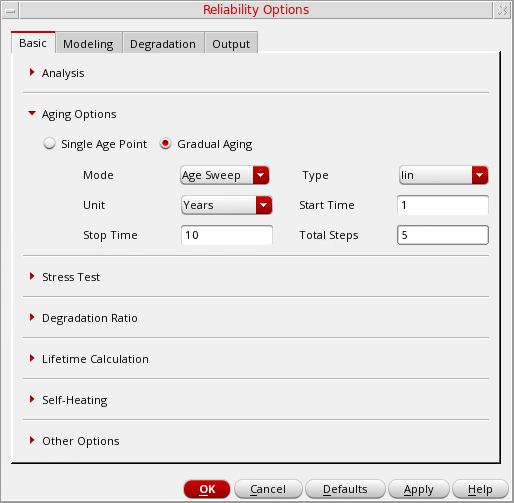 Reliability Options
Basic Modeling Degradation Output
Analysis
Aging Options
Single Age Point Gradual Aging
Mode Age Sweep Type lin
Unit Years Start Time 1
Stop Time 10 Total Steps 5
Stress Test
Degradation Ratio
Lifetime Calculation
Self-Heating
Other Options
OK Cancel Defaults Apply Help